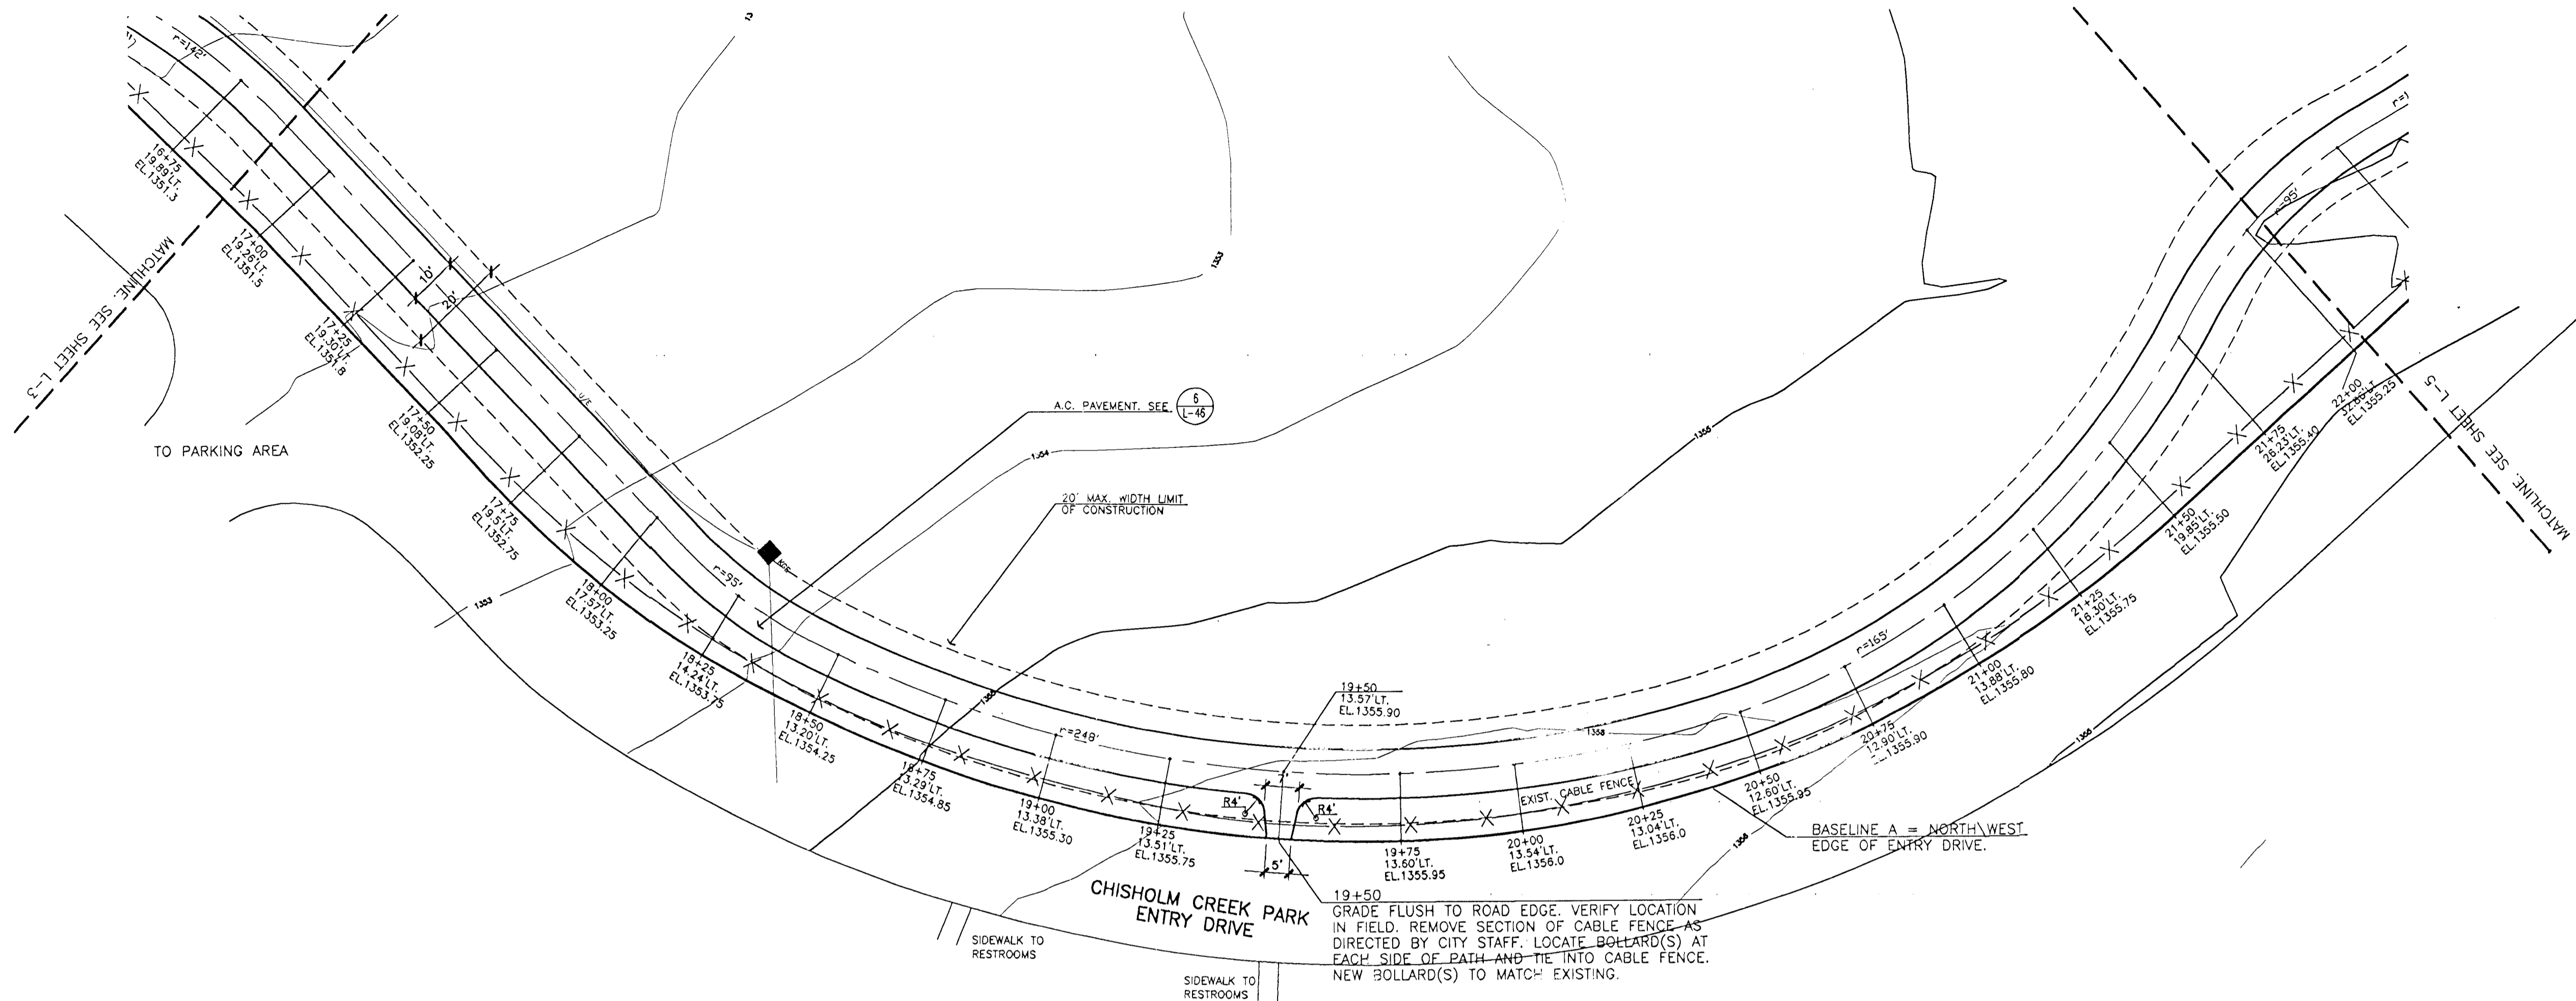 r=142'
16+75
19.89'LT.
EL.1351.3
MATCHLINE. SEE SHEET L-3
17+00
19.26'LT.
EL.1351.5
10'
20'
17+25
19.30'LT.
EL.1351.8
17+50
19.08'LT.
EL.1352.25
TO PARKING AREA
17+75
19.5'LT.
EL.1352.75
U/E
18+00
17.57'LT.
EL.1353.25
1353
r=95'
18+25
14.24'LT.
EL.1353.75
18+50
13.20'LT.
EL.1354.25
18+75
13.29'LT.
EL.1354.85
1355
19+00
13.38'LT.
EL.1355.30
r=248'
19+25
13.51'LT.
EL.1355.75
1353
A.C. PAVEMENT. SEE
6
L-46
1354
20' MAX. WIDTH LIMIT
OF CONSTRUCTION
1355
19+50
13.57'LT.
EL.1355.90
7'
R4'
R4'
5'
EXIST. CABLE FENCE
19+75
13.60'LT.
EL.1355.95
20+00
13.54'LT.
EL.1356.0
20+25
13.04'LT.
EL.1356.0
20+50
12.60'LT.
EL.1355.95
20+75
12.90'LT.
EL.1355.90
r=165'
21+00
13.88'LT.
EL.1355.80
21+25
16.30'LT.
EL.1355.75
21+50
19.85'LT.
EL.1355.50
21+75
26.23'LT.
EL.1355.40
22+00
32.86'LT.
EL.1355.25
r=95'
MATCHLINE. SEE SHEET L-5
BASELINE A = NORTH\WEST
EDGE OF ENTRY DRIVE.
CHISHOLM CREEK PARK
ENTRY DRIVE
19+50
GRADE FLUSH TO ROAD EDGE. VERIFY LOCATION
IN FIELD. REMOVE SECTION OF CABLE FENCE AS
DIRECTED BY CITY STAFF. LOCATE BOLLARD(S) AT
EACH SIDE OF PATH AND TIE INTO CABLE FENCE.
NEW BOLLARD(S) TO MATCH EXISTING.
SIDEWALK TO
RESTROOMS
SIDEWALK TO
RESTROOMS